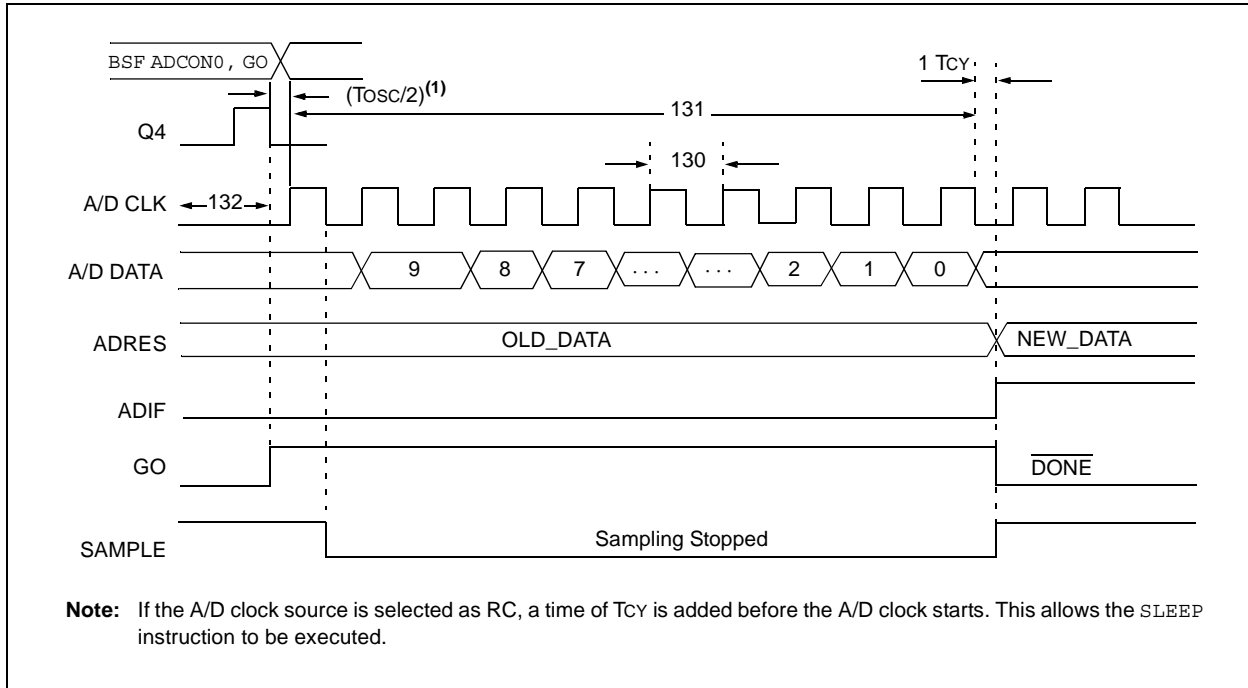 BSF ADCON0, GO
1 TCY
(TOSC/2)(1)
131
Q4
130
A/D CLK
132
A/D DATA
9 8 7 ... ... 2 1 0
ADRES
OLD_DATA
NEW_DATA
ADIF
GO
DONE
SAMPLE
Sampling Stopped
Note: If the A/D clock source is selected as RC, a time of TCY is added before the A/D clock starts. This allows the SLEEP
instruction to be executed.